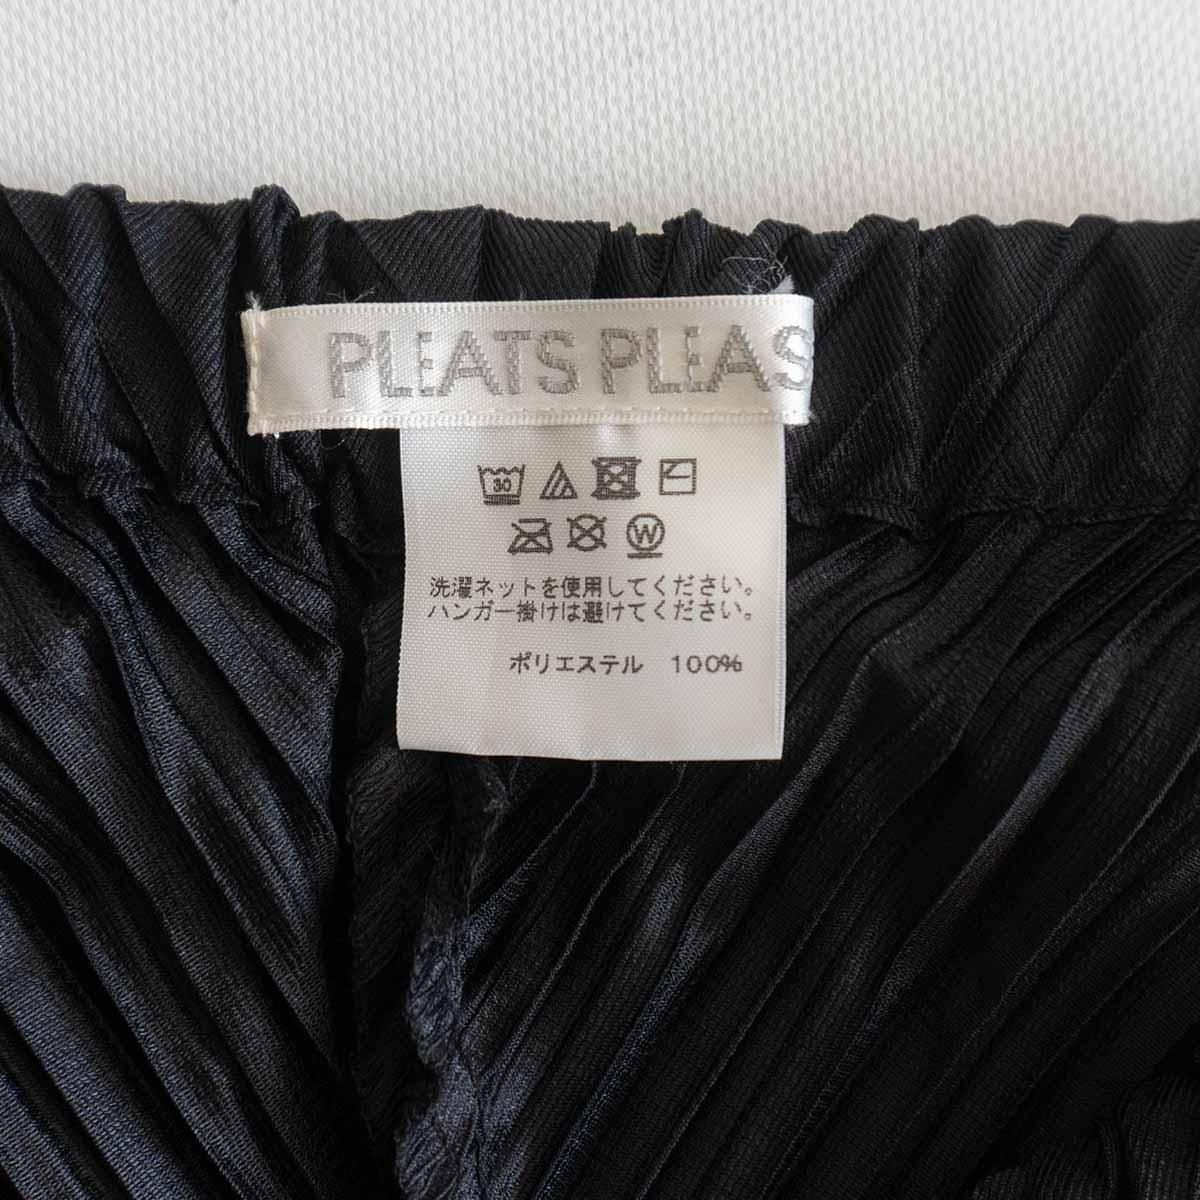 PLEATS PLEAS
30
W
洗濯ネットを使用してください。
ハンガー掛けは避けてください。
ポリエステル 100%